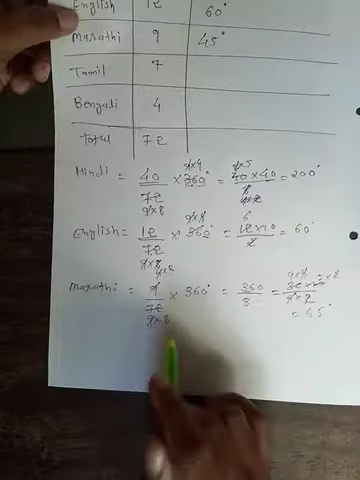 English 12 60°
Marathi 9 45°
Tamil 7
Bengali 4
Total 72
Hindi = 40/72 × 360° = 40×40/8 = 200°
English = 12/72 × 360 = 12×10/2 = 60°
Marathi = 9/72 × 360° = 360/8 = = 45°